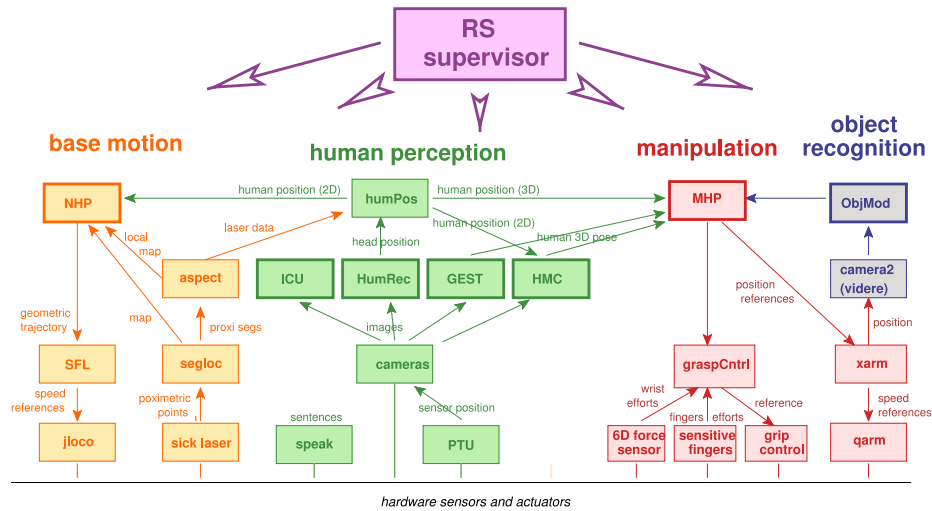 RS
supervisor
base motion
human perception
manipulation
object
recognition
human position (2D)
human position (3D)
NHP
humPos
MHP
ObjMod
laser data
human position (2D)
local
map
head position
human 3D pose
aspect
ICU
HumRec
GEST
HMC
camera2
(videre)
position
references
geometric
trajectory
map
proxi segs
images
position
SFL
segloc
cameras
graspCntrl
xarm
speed
references
poximetric
points
sensor position
wrist
efforts
reference
speed
references
sentences
fingers efforts
jloco
sick laser
speak
PTU
6D force
sensor
sensitive
fingers
grip
control
qarm
hardware sensors and actuators